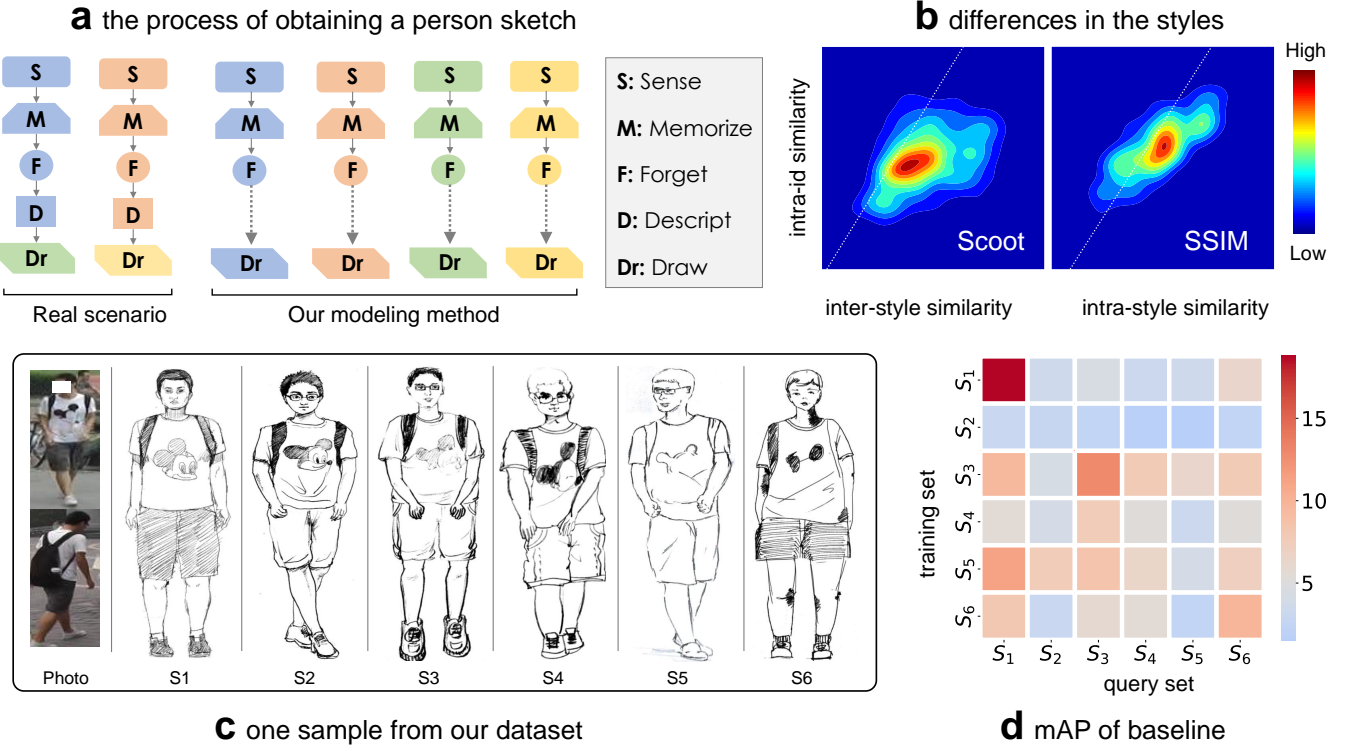 a the process of obtaining a person sketch
S S S S S S
M M M M M M
F F F F F F
D D
Dr Dr Dr Dr Dr Dr
Real scenario
Our modeling method
S: Sense
M: Memorize
F: Forget
D: Descript
Dr: Draw
b differences in the styles
intra-id similarity
Scoot
SSIM
High
Low
inter-style similarity
intra-style similarity
Photo S1 S2 S3 S4 S5 S6
c one sample from our dataset
training set
S1
S2
S3
S4
S5
S6
S1 S2 S3 S4 S5 S6
query set
15
10
5
d mAP of baseline